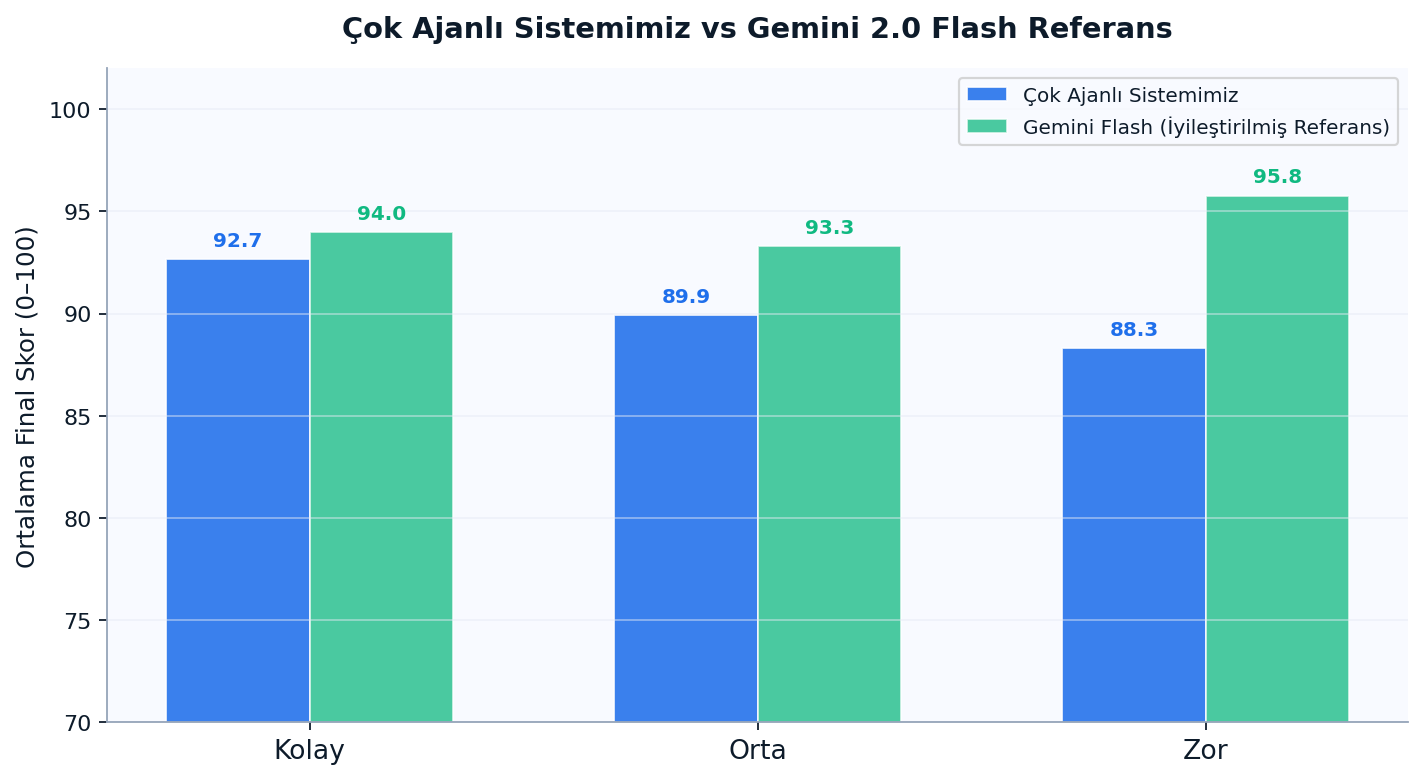 Çok Ajanlı Sistemimiz vs Gemini 2.0 Flash Referans
Çok Ajanlı Sistemimiz
Gemini Flash (İyileştirilmiş Referans)
Ortalama Final Skor (0–100)
100
95
90
85
80
75
70
92.7
94.0
89.9
93.3
88.3
95.8
Kolay
Orta
Zor